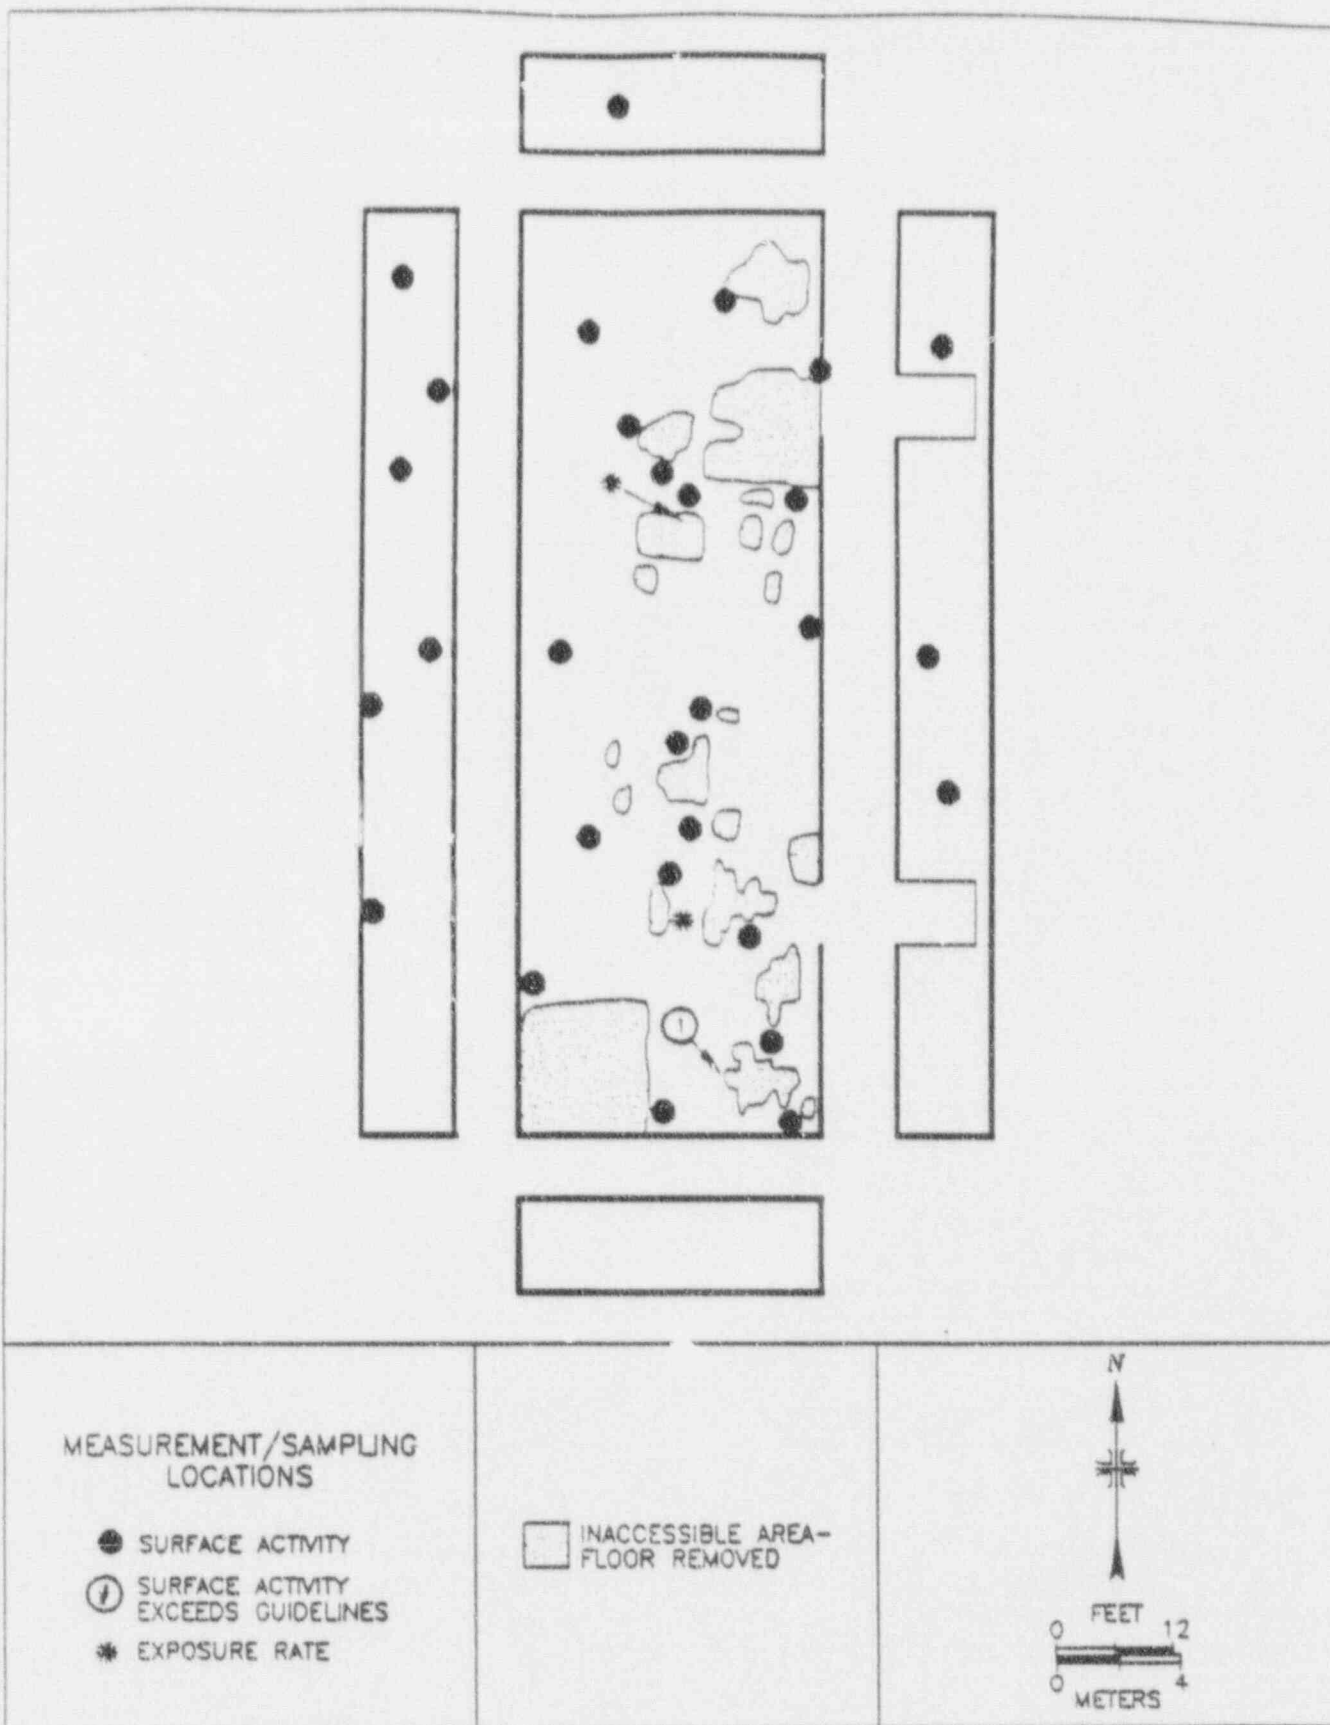 1
MEASUREMENT/SAMPLING
LOCATIONS
SURFACE ACTIVITY
1
SURFACE ACTIVITY
EXCEEDS GUIDELINES
EXPOSURE RATE
INACCESSIBLE AREA-
FLOOR REMOVED
N
FEET
0 12
0 4
METERS